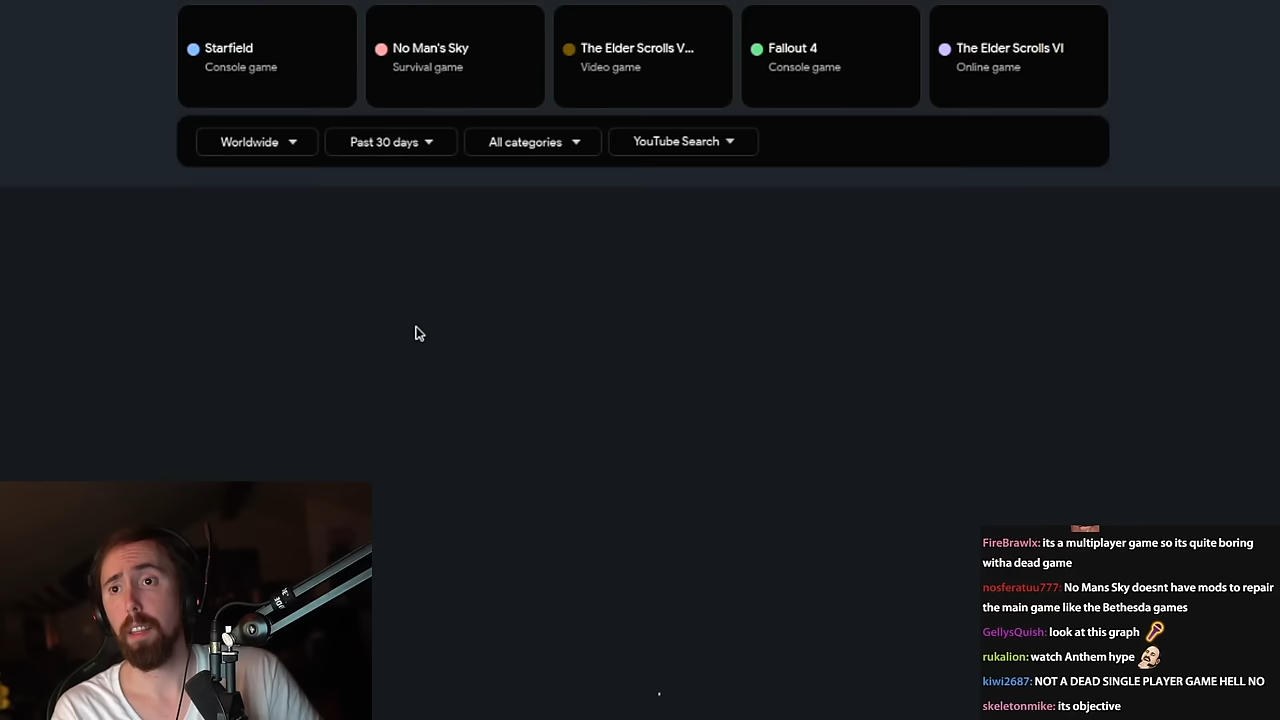 Starfield
Console game
No Man's Sky
Survival game
The Elder Scrolls V...
Video game
Fallout 4
Console game
The Elder Scrolls VI
Online game
Worldwide
Past 30 days
All categories
YouTube Search
FireBrawlx: its a multiplayer game so its quite boring
witha dead game
nosferatuu777: No Mans Sky doesnt have mods to repair
the main game like the Bethesda games
GellysQuish: look at this graph
rukalion: watch Anthem hype
kiwi2687: NOT A DEAD SINGLE PLAYER GAME HELL NO
skeletonmike: its objective